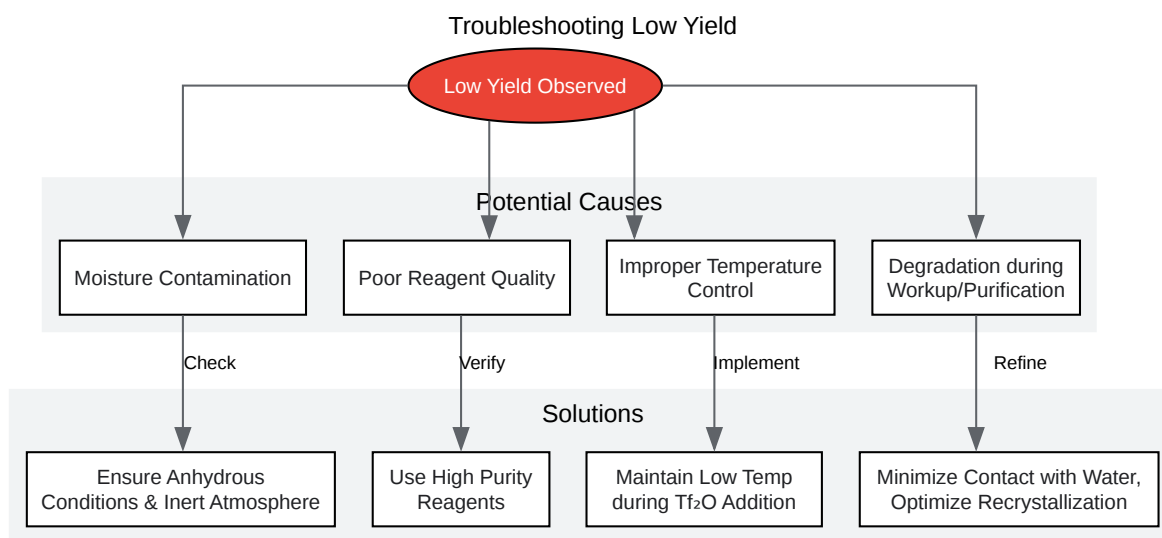 Troubleshooting Low Yield
Low Yield Observed
Potential Causes
Moisture Contamination
Poor Reagent Quality
Improper Temperature
Control
Degradation during
Workup/Purification
Check
Verify
Implement
Refine
Solutions
Ensure Anhydrous
Conditions & Inert Atmosphere
Use High Purity
Reagents
Maintain Low Temp
during Tf₂O Addition
Minimize Contact with Water,
Optimize Recrystallization